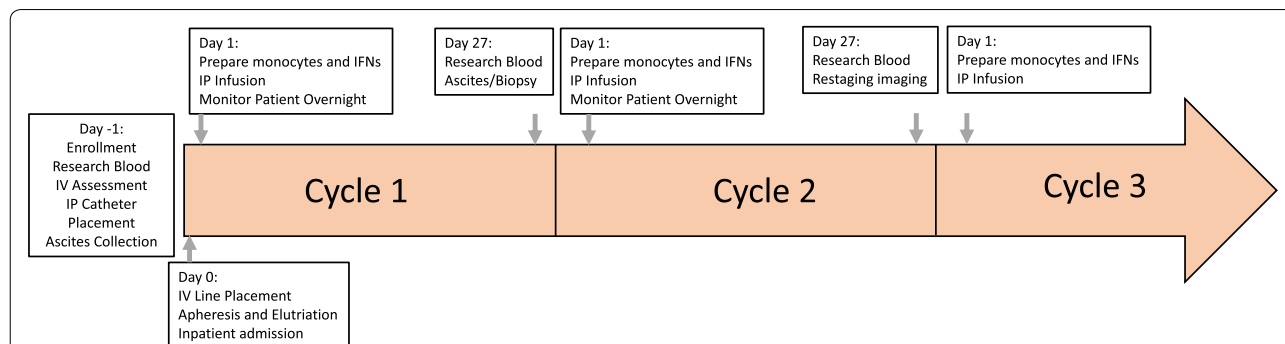 Day 1:
Prepare monocytes and IFNs
IP Infusion
Monitor Patient Overnight
Day 27:
Research Blood
Ascites/Biopsy
Day 1:
Prepare monocytes and IFNs
IP Infusion
Monitor Patient Overnight
Day 27:
Research Blood
Restaging imaging
Day 1:
Prepare monocytes and IFNs
IP Infusion
Day -1:
Enrollment
Research Blood
IV Assessment
IP Catheter
Placement
Ascites Collection
Cycle 1
Cycle 2
Cycle 3
Day 0:
IV Line Placement
Apheresis and Elutriation
Inpatient admission